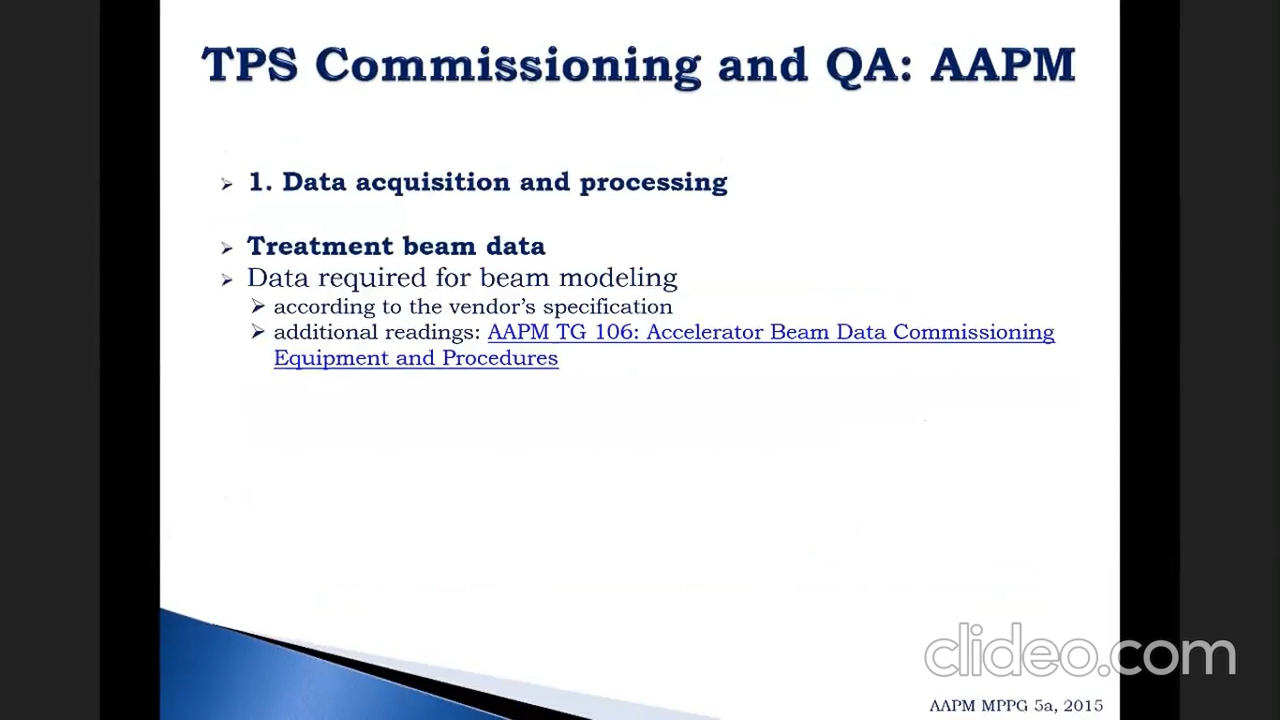 TPS Commissioning and QA: AAPM
1. Data acquisition and processing
Treatment beam data
Data required for beam modeling
according to the vendor's specification
additional readings: AAPM TG 106: Accelerator Beam Data Commissioning
Equipment and Procedures
clideo.com
AAPM MPPG 5a, 2015